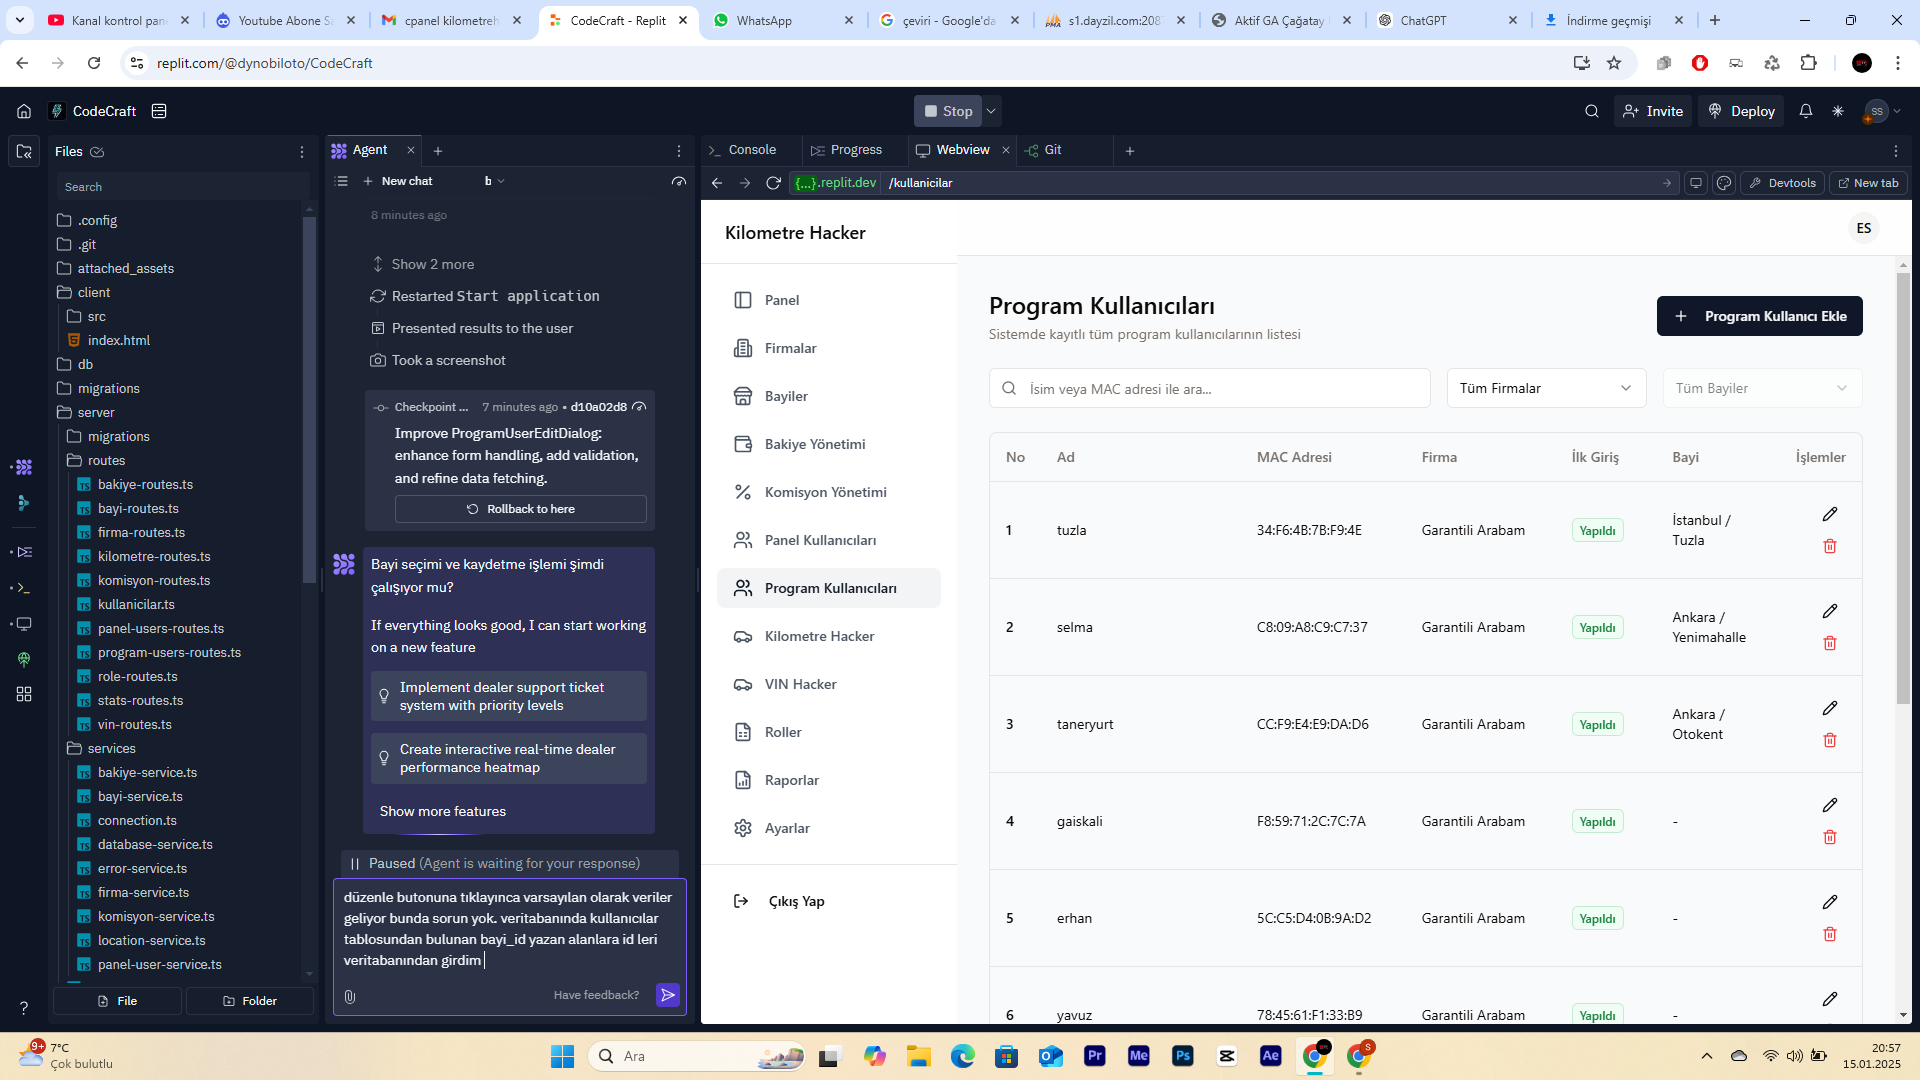 Kanal kontrol pan
Youtube Abone Sa
cpanel kilometreh
CodeCraft - Replit
WhatsApp
çeviri - Google'da
s1.dayzil.com:208
Aktif GA Çağatay
ChatGPT
İndirme geçmişi
replit.com/@dynobiloto/CodeCraft
CodeCraft
Stop
Invite
Deploy
SS
Files
Search
.config
.git
attached_assets
client
src
index.html
db
migrations
server
migrations
routes
bakiye-routes.ts
bayi-routes.ts
firma-routes.ts
kilometre-routes.ts
komisyon-routes.ts
kullanicilar.ts
panel-users-routes.ts
program-users-routes.ts
role-routes.ts
stats-routes.ts
vin-routes.ts
services
bakiye-service.ts
bayi-service.ts
connection.ts
database-service.ts
error-service.ts
firma-service.ts
komisyon-service.ts
location-service.ts
panel-user-service.ts
File
Folder
Agent
New chat
b
8 minutes ago
Show 2 more
Restarted Start application
Presented results to the user
Took a screenshot
Checkpoint ... 7 minutes ago • d10a02d8
Improve ProgramUserEditDialog:
enhance form handling, add validation,
and refine data fetching.
Rollback to here
Bayi seçimi ve kaydetme işlemi şimdi
çalışıyor mu?
If everything looks good, I can start working
on a new feature
Implement dealer support ticket
system with priority levels
Create interactive real-time dealer
performance heatmap
Show more features
Paused (Agent is waiting for your response)
düzenle butonuna tıklayınca varsayılan olarak veriler
geliyor bunda sorun yok. veritabanında kullanıcılar
tablosundan bulunan bayi_id yazan alanlara id leri
veritabanından girdim
Have feedback?
Console
Progress
Webview
Git
{...}.replit.dev
/kullanicilar
Devtools
New tab
Kilometre Hacker
ES
Panel
Firmalar
Bayiler
Bakiye Yönetimi
Komisyon Yönetimi
Panel Kullanıcıları
Program Kullanıcıları
Kilometre Hacker
VIN Hacker
Roller
Raporlar
Ayarlar
Çıkış Yap
Program Kullanıcıları
Sistemde kayıtlı tüm program kullanıcılarının listesi
Program Kullanıcı Ekle
İsim veya MAC adresi ile ara...
Tüm Firmalar
Tüm Bayiler
No Ad MAC Adresi Firma İlk Giriş Bayi İşlemler
1 tuzla 34:F6:4B:7B:F9:4E Garantili Arabam Yapıldı İstanbul /
Tuzla
2 selma C8:09:A8:C9:C7:37 Garantili Arabam Yapıldı Ankara /
Yenimahalle
3 taneryurt CC:F9:E4:E9:DA:D6 Garantili Arabam Yapıldı Ankara /
Otokent
4 gaiskali F8:59:71:2C:7C:7A Garantili Arabam Yapıldı -
5 erhan 5C:C5:D4:0B:9A:D2 Garantili Arabam Yapıldı -
6 yavuz 78:45:61:F1:33:B9 Garantili Arabam Yapıldı -
9+
7°C
Çok bulutlu
Ara
Pr
Me
Ps
Ae
S
20:57
15.01.2025